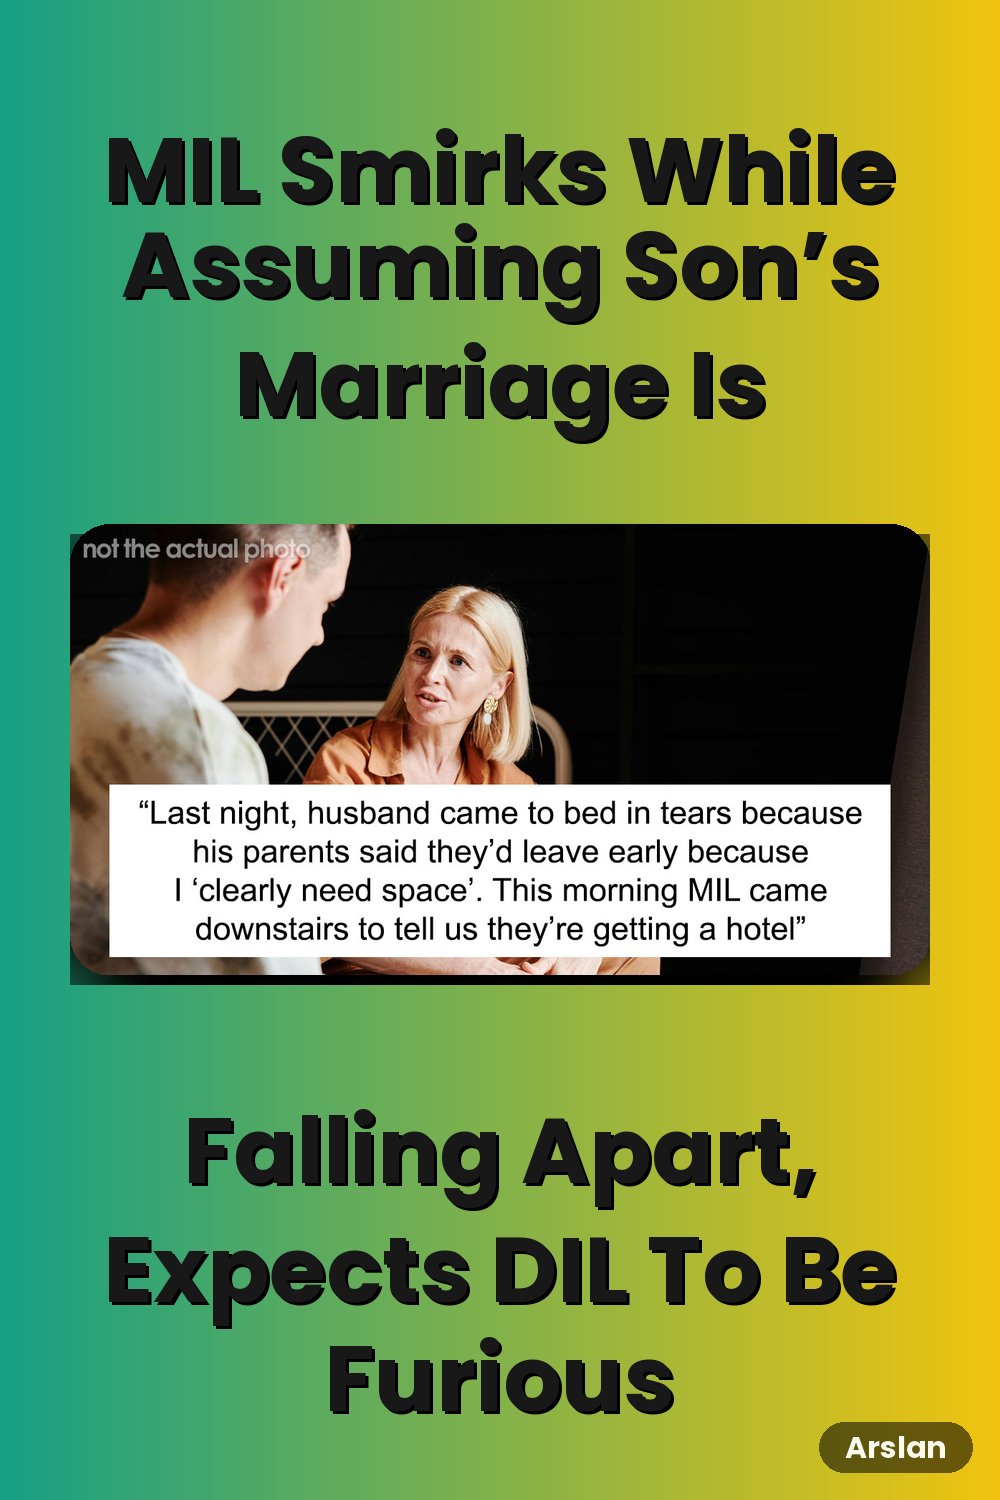 MIL Smirks While
Assuming Son’s
Marriage Is
not the actual photo
“Last night, husband came to bed in tears because
his parents said they’d leave early because
I ‘clearly need space’. This morning MIL came
downstairs to tell us they’re getting a hotel”
Falling Apart,
Expects DIL To Be
Furious
Arslan